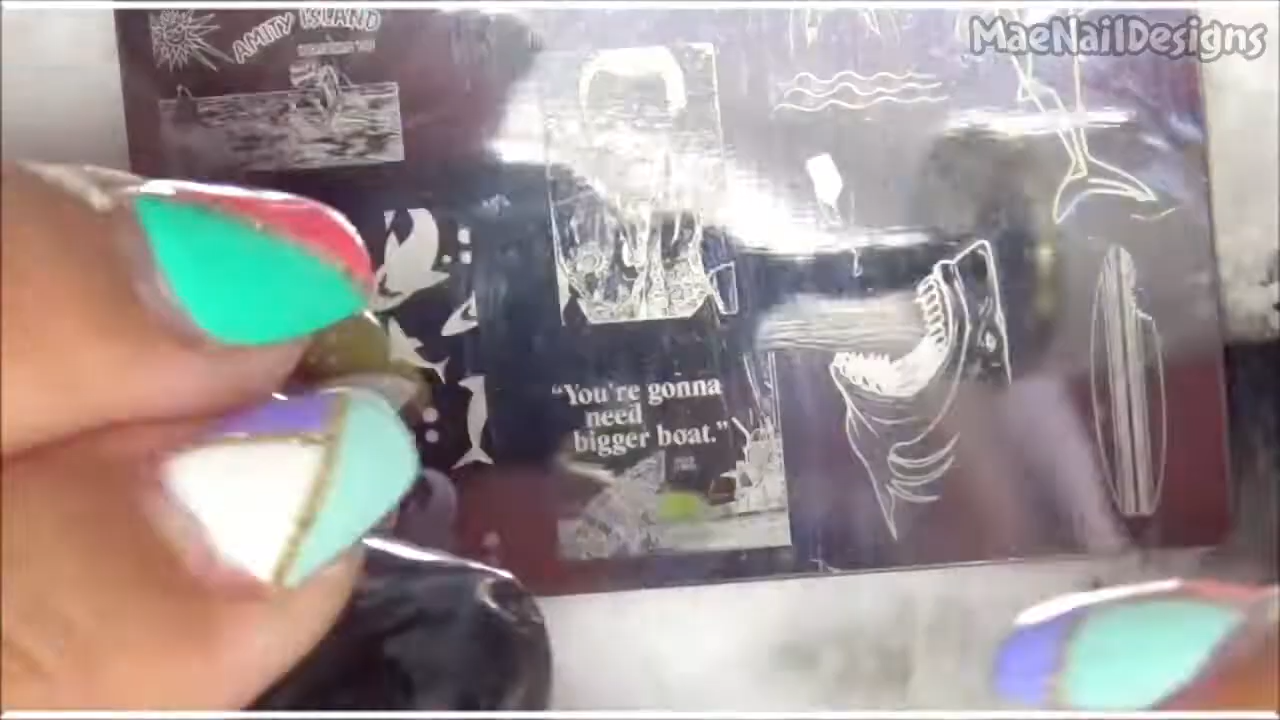 MaeNailDesigns
AMITY ISLAND
"You're gonna
need
bigger boat."